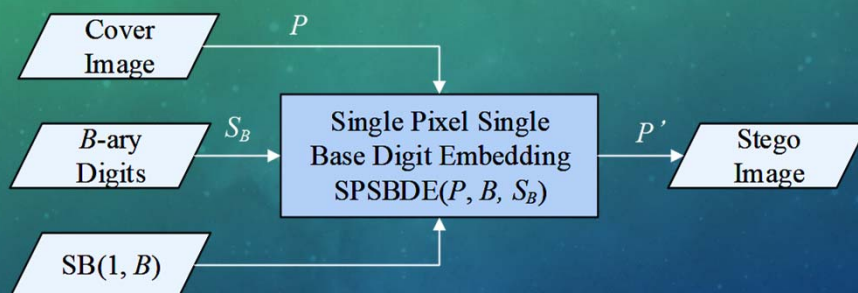 Cover
Image
P
B-ary
Digits
S_B
SB(1, B)
Single Pixel Single
Base Digit Embedding
SPSBDE(P, B, S_B)
P’
Stego
Image